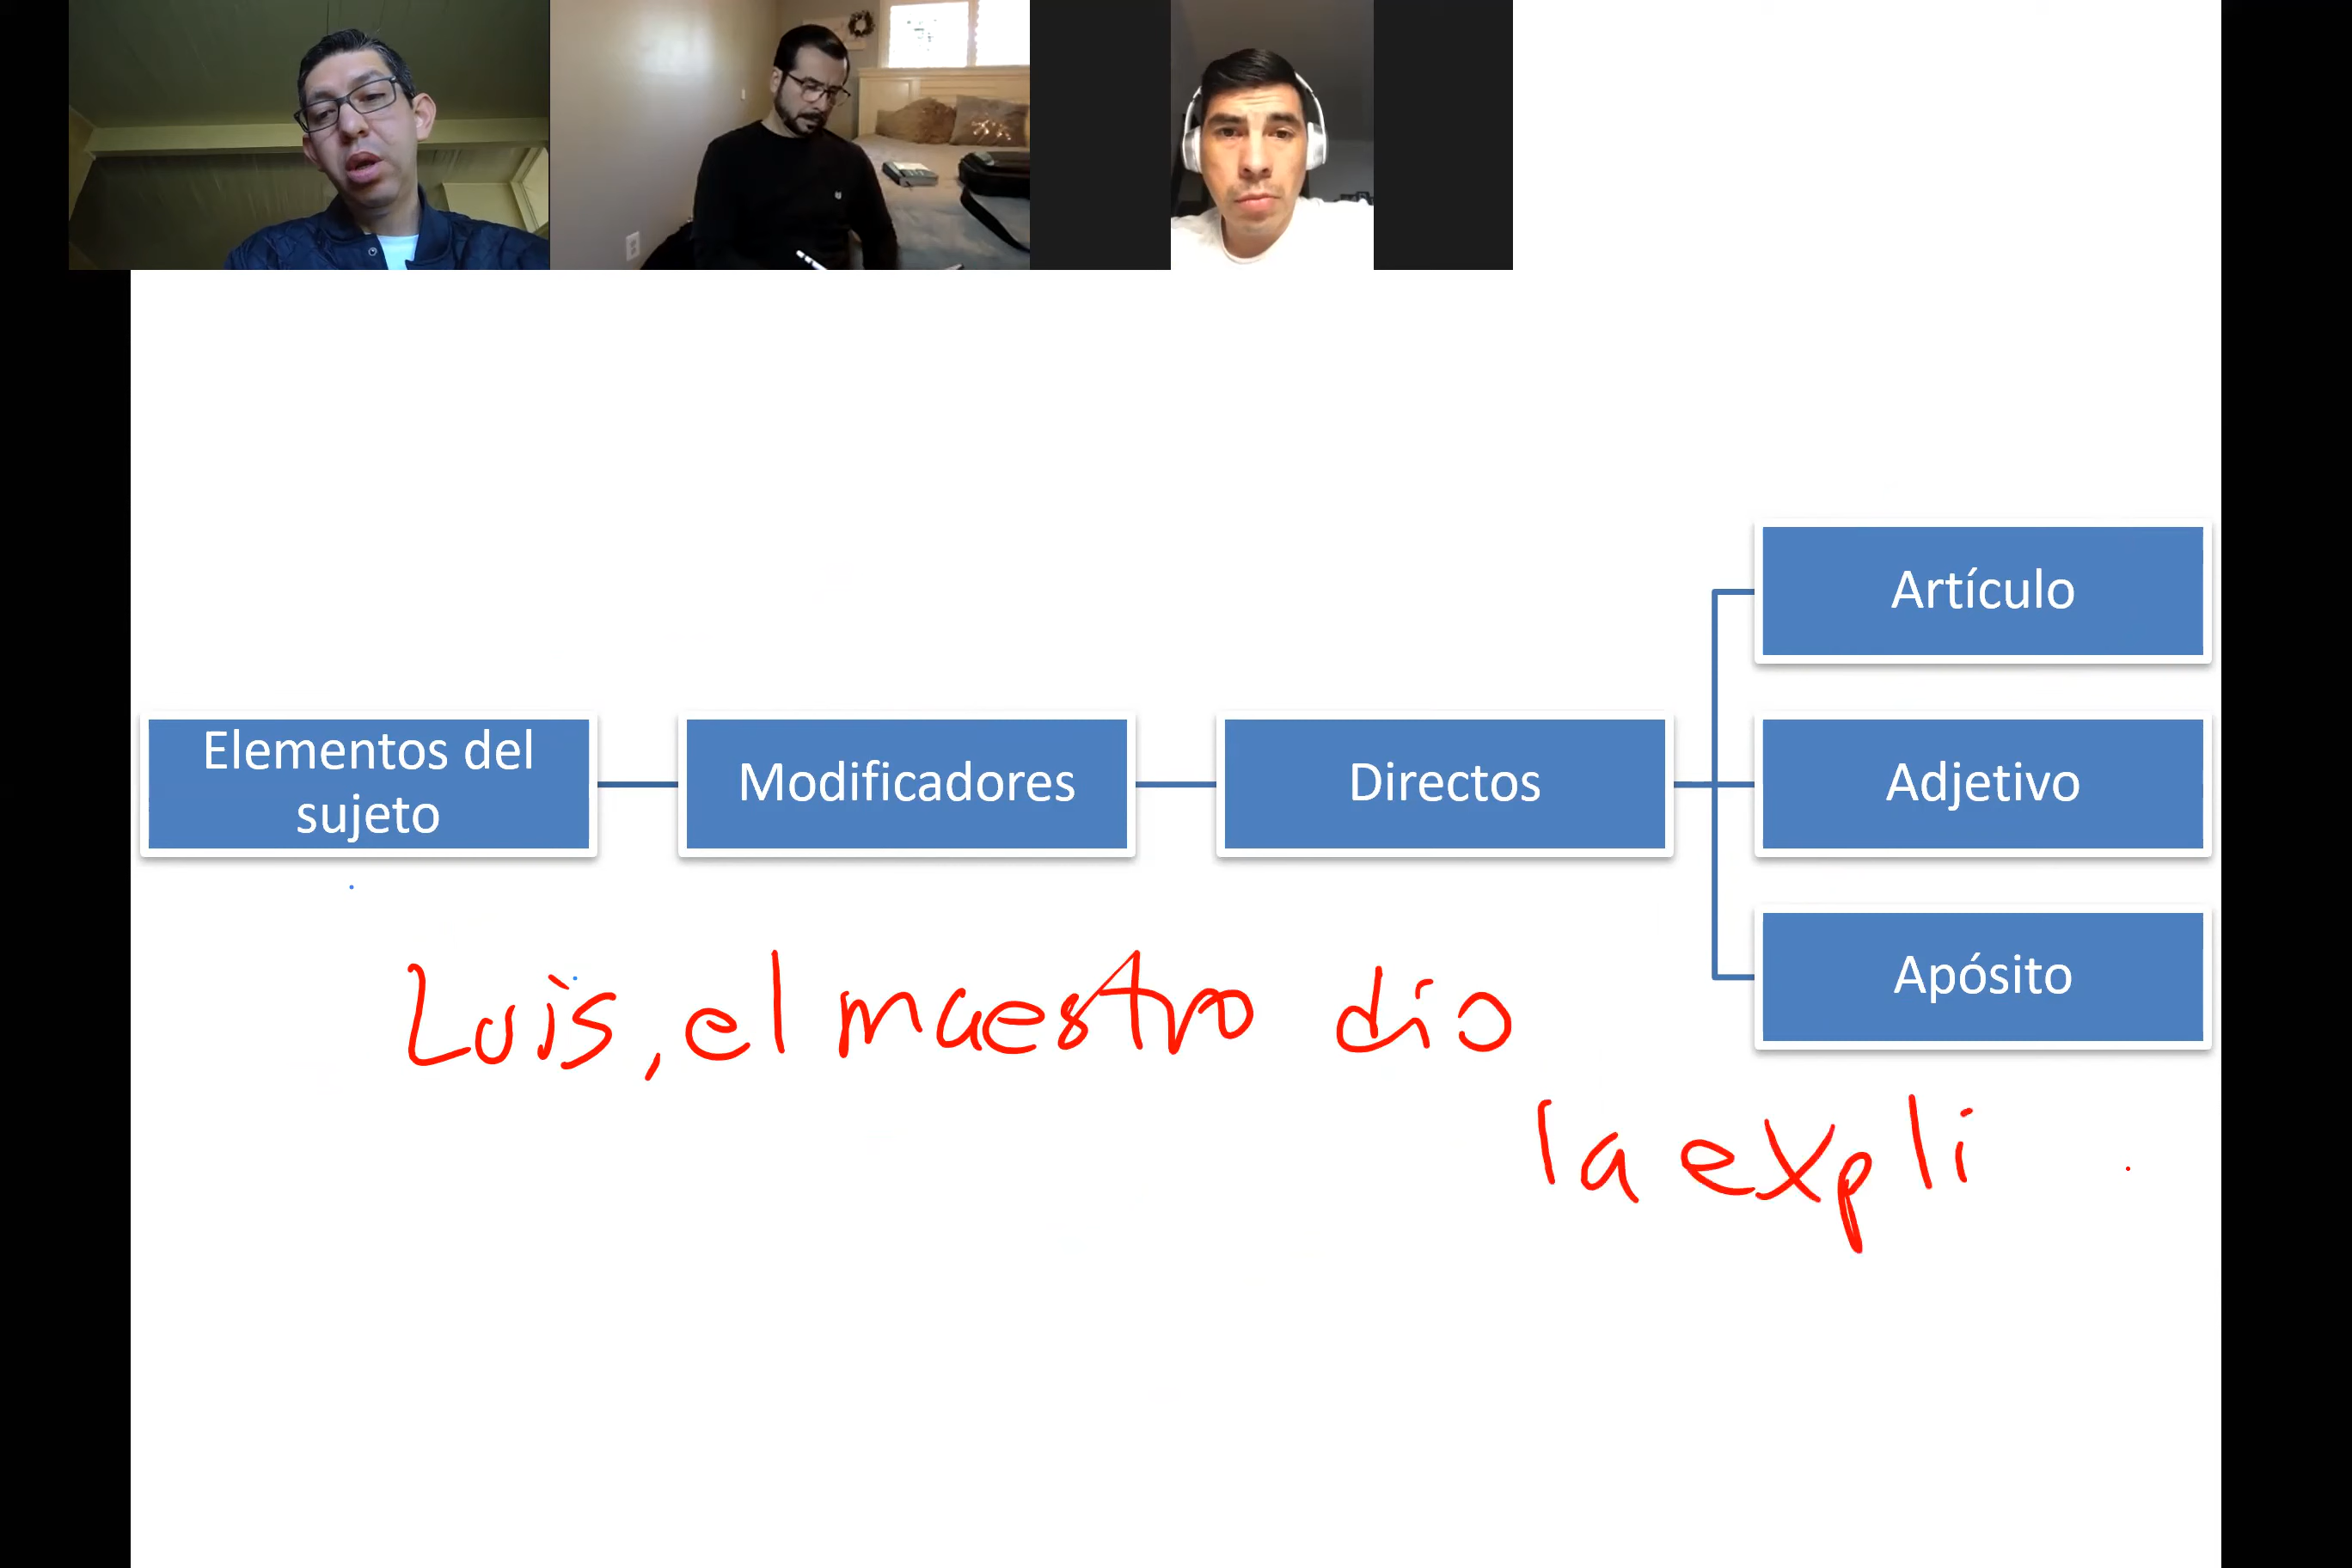 Artículo
Elementos del
sujeto
Modificadores
Directos
Adjetivo
Apósito
Luis, el maestro dio
la expli